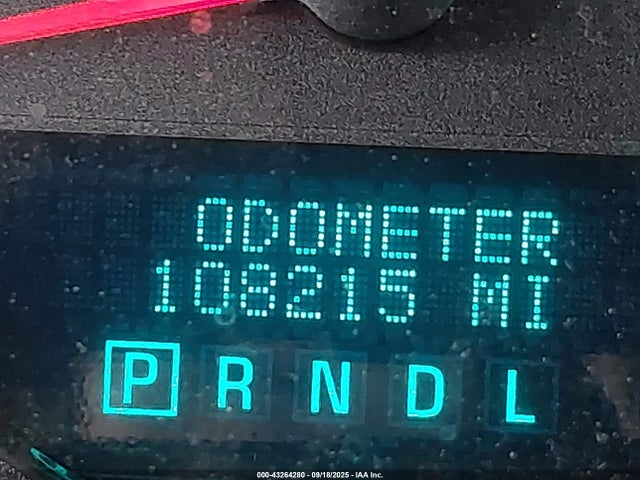 ODOMETER
108215 MI
P R N D L
000-43264280 - 09/18/2025 - IAA Inc.